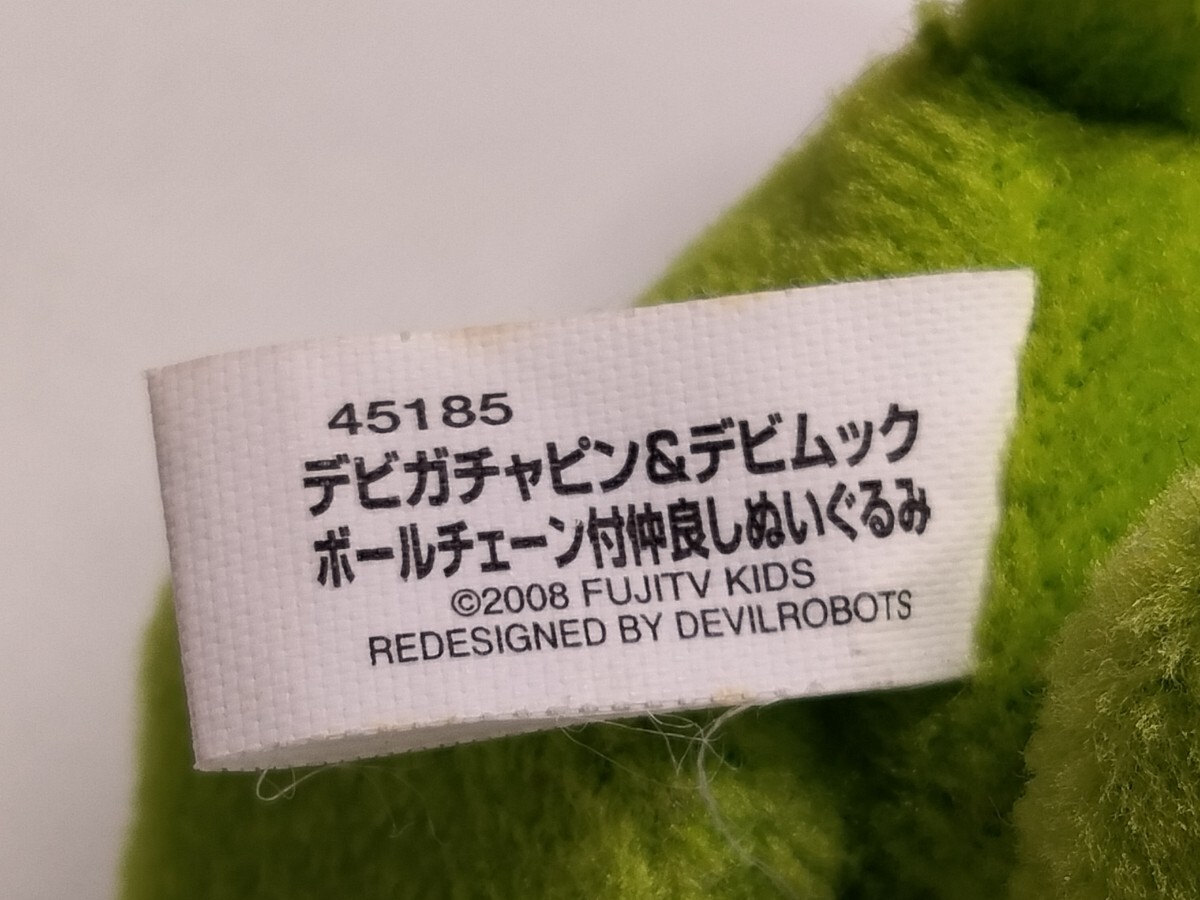 45185
デビガチャピン&デビムック
ボールチェーン付仲良しぬいぐるみ
©2008 FUJITV KIDS
REDESIGNED BY DEVILROBOTS